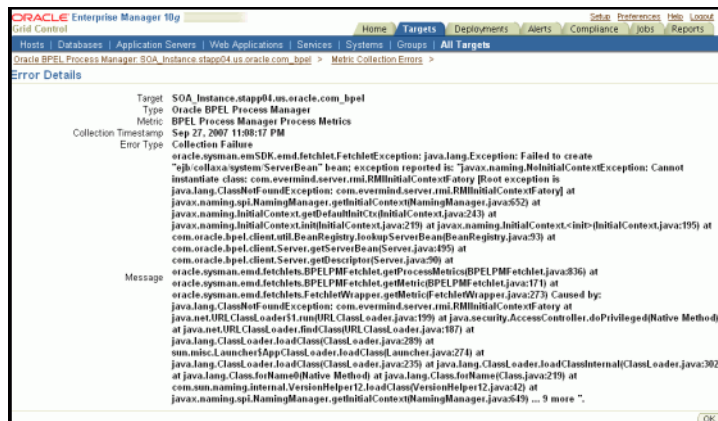 ORACLE Enterprise Manager 10g
Grid Control
Setup Preferences Help Logout
Home Targets Deployments Alerts Compliance Jobs Reports
Hosts | Databases | Application Servers | Web Applications | Services | Systems | Groups | All Targets
Oracle BPEL Process Manager: SOA_Instance.stapp04.us.oracle.com_bpel > Metric Collection Errors >
Error Details
Target SOA_Instance.stapp04.us.oracle.com_bpel
Type Oracle BPEL Process Manager
Metric BPEL Process Manager Process Metrics
Collection Timestamp Sep 27, 2007 11:08:17 PM
Error Type Collection Failure
oracle.sysman.emSDK.emd.fetchlet.FetchletException: java.lang.Exception: Failed to create
"ejb/collaxa/system/ServerBean" bean; exception reported is: "javax.naming.NoInitialContextException: Cannot
instantiate class: com.evermind.server.rmi.RMIInitialContextFatory [Root exception is
java.lang.ClassNotFoundException: com.evermind.server.rmi.RMIInitialContextFatory] at
javax.naming.spi.NamingManager.getInitialContext(NamingManager.java:652) at
javax.naming.InitialContext.getDefaultInitCtx(InitialContext.java:243) at
javax.naming.InitialContext.init(InitialContext.java:219) at javax.naming.InitialContext.<init>(InitialContext.java:195) at
com.oracle.bpel.client.util.BeanRegistry.lookupServerBean(BeanRegistry.java:93) at
com.oracle.bpel.client.Server.getServerBean(Server.java:495) at
com.oracle.bpel.client.Server.getDescriptor(Server.java:90) at
Message oracle.sysman.emd.fetchlets.BPELPMFetchlet.getProcessMetrics(BPELPMFetchlet.java:836) at
oracle.sysman.emd.fetchlets.BPELPMFetchlet.getMetric(BPELPMFetchlet.java:171) at
oracle.sysman.emd.fetchlets.FetchletWrapper.getMetric(FetchletWrapper.java:273) Caused by:
java.lang.ClassNotFoundException: com.evermind.server.rmi.RMIInitialContextFatory at
java.net.URLClassLoader$1.run(URLClassLoader.java:199) at java.security.AccessController.doPrivileged(Native Method)
at java.net.URLClassLoader.findClass(URLClassLoader.java:187) at
java.lang.ClassLoader.loadClass(ClassLoader.java:289) at
sun.misc.Launcher$AppClassLoader.loadClass(Launcher.java:274) at
java.lang.ClassLoader.loadClass(ClassLoader.java:235) at java.lang.ClassLoader.loadClassInternal(ClassLoader.java:302
at java.lang.Class.forName0(Native Method) at java.lang.Class.forName(Class.java:219) at
com.sun.naming.internal.VersionHelper12.loadClass(VersionHelper12.java:42) at
javax.naming.spi.NamingManager.getInitialContext(NamingManager.java:649) ... 9 more ".
OK